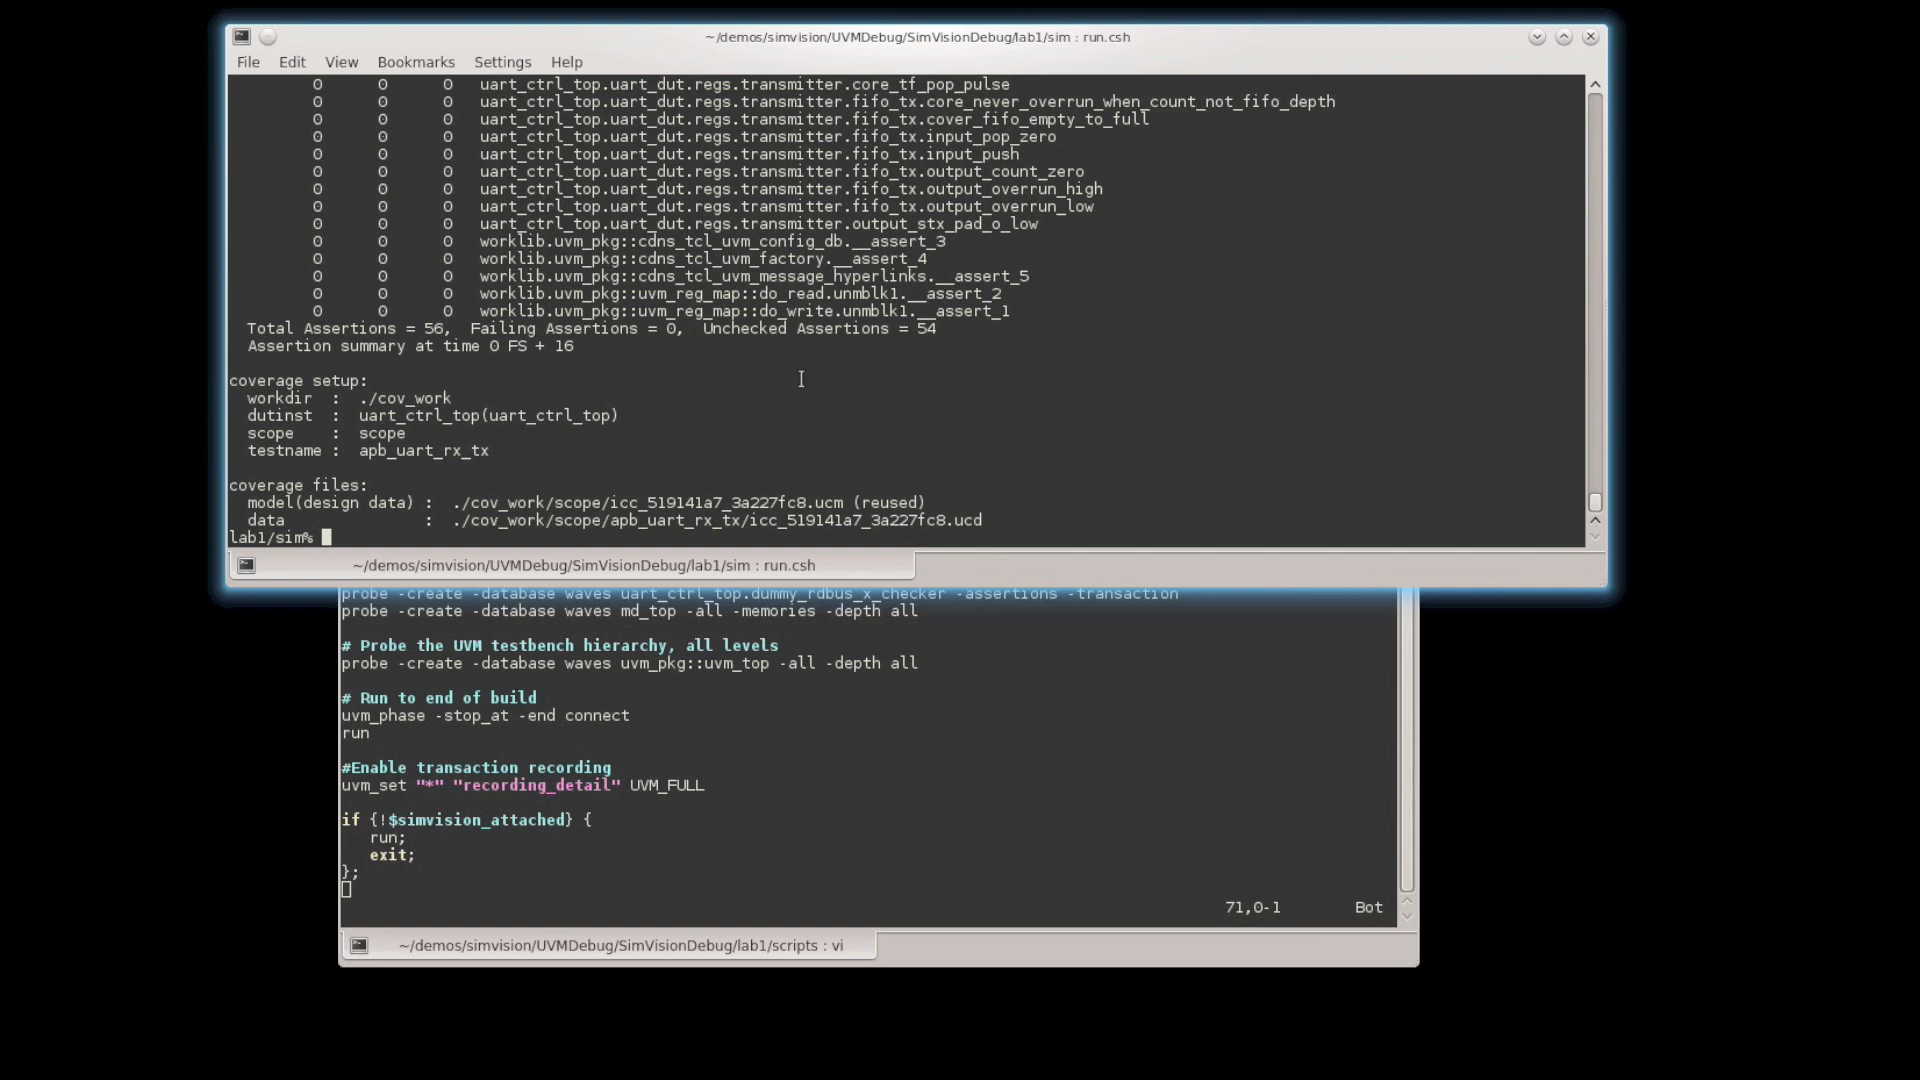 ~/demos/simvision/UVMDebug/SimVisionDebug/lab1/sim : run.csh
File Edit View Bookmarks Settings Help
0 0 0 uart_ctrl_top.uart_dut.regs.transmitter.core_tf_pop_pulse
0 0 0 uart_ctrl_top.uart_dut.regs.transmitter.fifo_tx.core_never_overrun_when_count_not_fifo_depth
0 0 0 uart_ctrl_top.uart_dut.regs.transmitter.fifo_tx.cover_fifo_empty_to_full
0 0 0 uart_ctrl_top.uart_dut.regs.transmitter.fifo_tx.input_pop_zero
0 0 0 uart_ctrl_top.uart_dut.regs.transmitter.fifo_tx.input_push
0 0 0 uart_ctrl_top.uart_dut.regs.transmitter.fifo_tx.output_count_zero
0 0 0 uart_ctrl_top.uart_dut.regs.transmitter.fifo_tx.output_overrun_high
0 0 0 uart_ctrl_top.uart_dut.regs.transmitter.fifo_tx.output_overrun_low
0 0 0 uart_ctrl_top.uart_dut.regs.transmitter.output_stx_pad_o_low
0 0 0 worklib.uvm_pkg::cdns_tcl_uvm_config_db.__assert_3
0 0 0 worklib.uvm_pkg::cdns_tcl_uvm_factory.__assert_4
0 0 0 worklib.uvm_pkg::cdns_tcl_uvm_message_hyperlinks.__assert_5
0 0 0 worklib.uvm_pkg::uvm_reg_map::do_read.unmblk1.__assert_2
0 0 0 worklib.uvm_pkg::uvm_reg_map::do_write.unmblk1.__assert_1
Total Assertions = 56, Failing Assertions = 0, Unchecked Assertions = 54
Assertion summary at time 0 FS + 16
coverage setup:
workdir : ./cov_work
dutinst : uart_ctrl_top(uart_ctrl_top)
scope : scope
testname : apb_uart_rx_tx
coverage files:
model(design data) : ./cov_work/scope/icc_519141a7_3a227fc8.ucm (reused)
data : ./cov_work/scope/apb_uart_rx_tx/icc_519141a7_3a227fc8.ucd
lab1/sim%
~/demos/simvision/UVMDebug/SimVisionDebug/lab1/sim : run.csh
probe -create -database waves uart_ctrl_top.dummy_rdbus_x_checker -assertions -transaction
probe -create -database waves md_top -all -memories -depth all
# Probe the UVM testbench hierarchy, all levels
probe -create -database waves uvm_pkg::uvm_top -all -depth all
# Run to end of build
uvm_phase -stop_at -end connect
run
#Enable transaction recording
uvm_set "*" "recording_detail" UVM_FULL
if {!$simvision_attached} {
run;
exit;
};
71,0-1 Bot
~/demos/simvision/UVMDebug/SimVisionDebug/lab1/scripts : vi